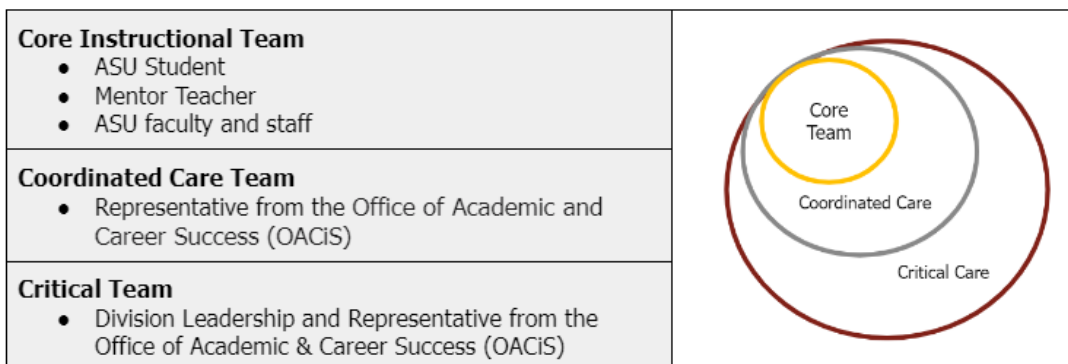 Core Instructional Team
● ASU Student
● Mentor Teacher
● ASU faculty and staff
Coordinated Care Team
● Representative from the Office of Academic and
Career Success (OACiS)
Critical Team
● Division Leadership and Representative from the
Office of Academic & Career Success (OACiS)
Core
Team
Coordinated Care
Critical Care